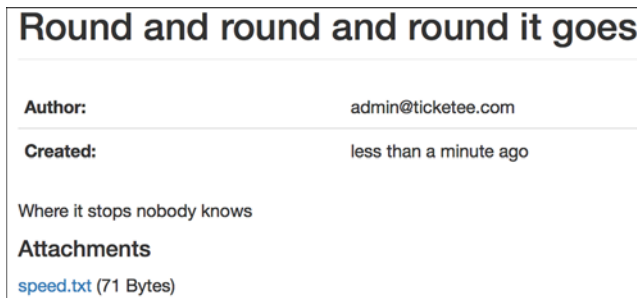 Round and round and round it goes
Author: admin@ticketee.com
Created: less than a minute ago
Where it stops nobody knows
Attachments
speed.txt (71 Bytes)